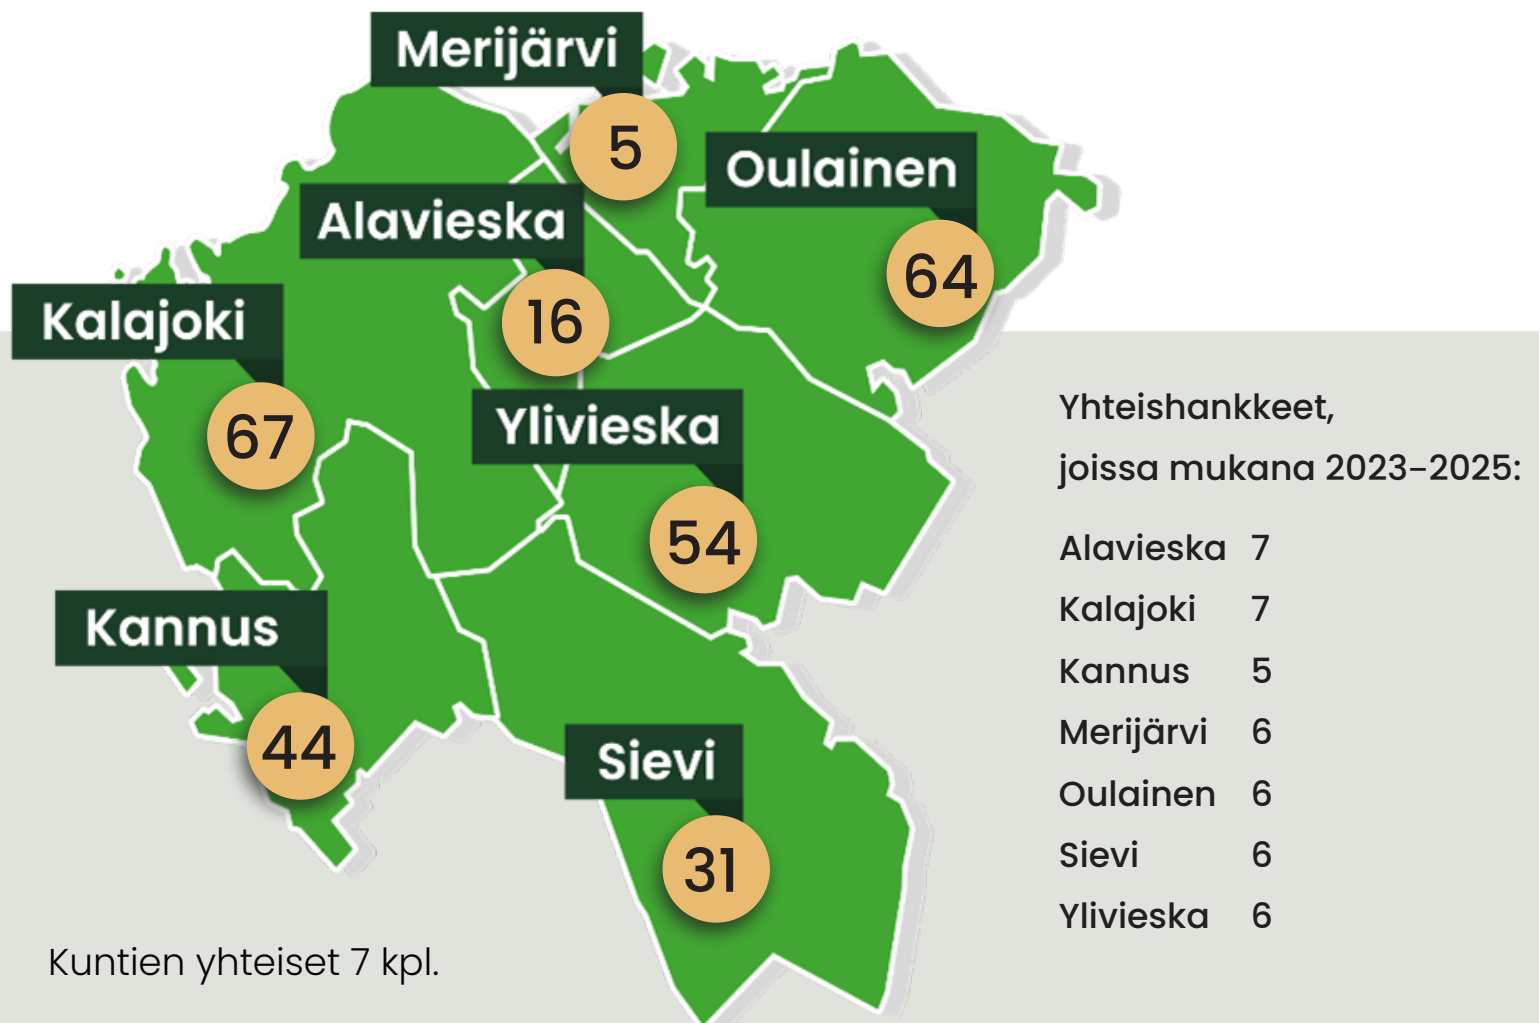 Merijärvi
5
Oulainen
64
Alavieska
16
Kalajoki
67
Ylivieska
54
Kannus
44
Sievi
31
Yhteishankkeet,
joissa mukana 2023–2025:
Alavieska 7
Kalajoki 7
Kannus 5
Merijärvi 6
Oulainen 6
Sievi 6
Ylivieska 6
Kuntien yhteiset 7 kpl.